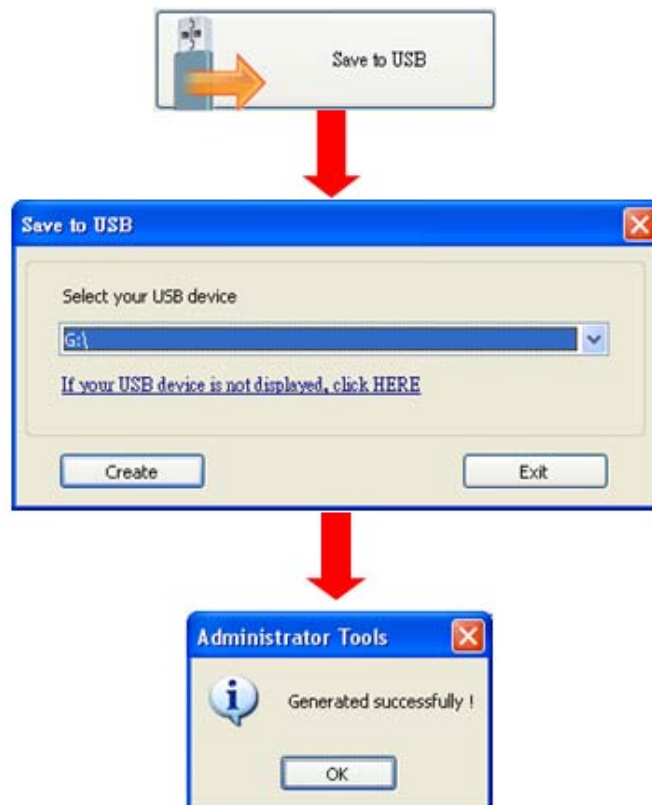 Save to USB
Save to USB
Select your USB device
G:\
If your USB device is not displayed, click HERE
Create Exit
Administrator Tools
Generated successfully !
OK